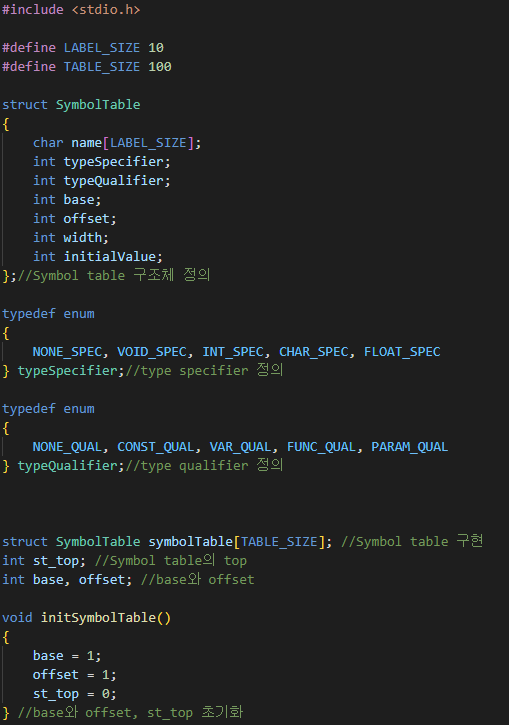 #include <stdio.h>
#define LABEL_SIZE 10
#define TABLE_SIZE 100
struct SymbolTable
{
    char name[LABEL_SIZE];
    int typeSpecifier;
    int typeQualifier;
    int base;
    int offset;
    int width;
    int initialValue;
};//Symbol table 구조체 정의
typedef enum
{
    NONE_SPEC, VOID_SPEC, INT_SPEC, CHAR_SPEC, FLOAT_SPEC
} typeSpecifier;//type specifier 정의
typedef enum
{
    NONE_QUAL, CONST_QUAL, VAR_QUAL, FUNC_QUAL, PARAM_QUAL
} typeQualifier;//type qualifier 정의
struct SymbolTable symbolTable[TABLE_SIZE]; //Symbol table 구현
int st_top; //Symbol table의 top
int base, offset; //base와 offset
void initSymbolTable()
{
    base = 1;
    offset = 1;
    st_top = 0;
} //base와 offset, st_top 초기화